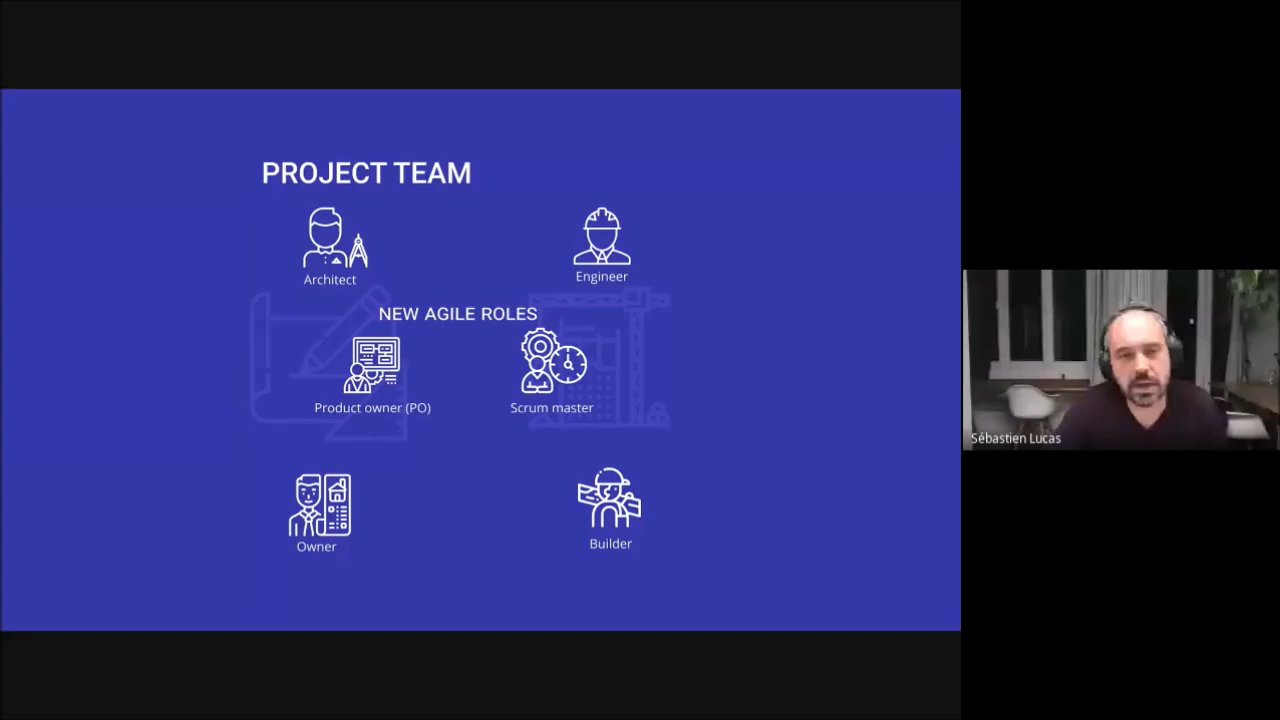 PROJECT TEAM
Architect
Engineer
NEW AGILE ROLES
Product owner (PO)
Scrum master
Owner
Builder
Sébastien Lucas